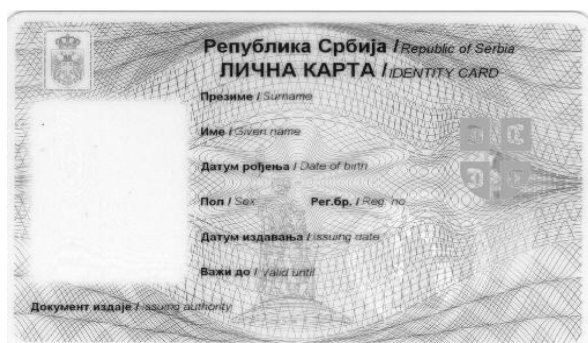 Република Србија / Republic of Serbia
ЛИЧНА КАРТА / IDENTITY CARD
Презиме / Surname
Име / Given name
Датум рођења / Date of birth
Пол / Sex Рег.бр. / Reg. no
Датум издавања / Issuing date
Важи до / Valid until
Документ издаје / Issuing authority